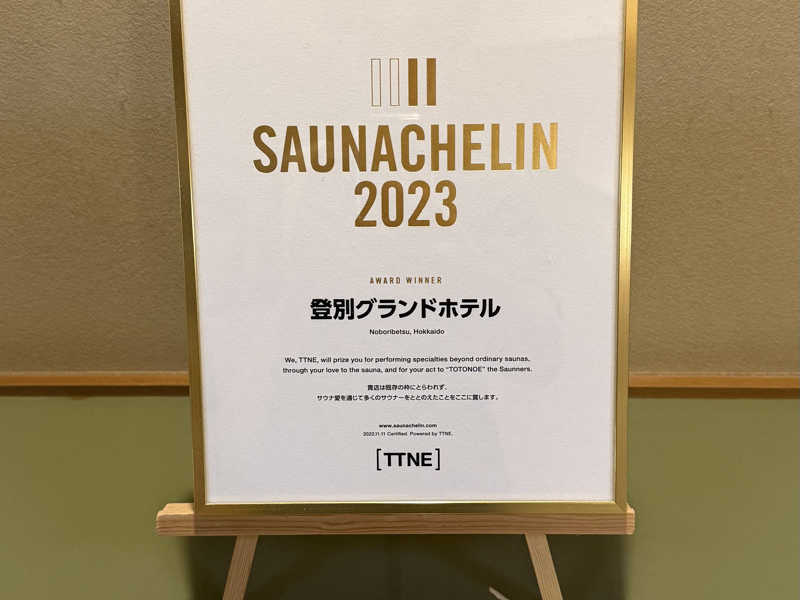 SAUNACHELIN
2023
AWARD WINNER
登別グランドホテル
Noboribetsu, Hokkaido
We, TTNE, will prize you for performing specialties beyond ordinary saunas,
through your love to the sauna, and for your act to "TOTONOE" the Saunners.
貴店は既存の枠にとらわれず、
サウナ愛を通じて多くのサウナーをととのえたことをここに賞します。
www.saunachelin.com
2023.11.11 Certified. Powered by TTNE.
[TTNE]